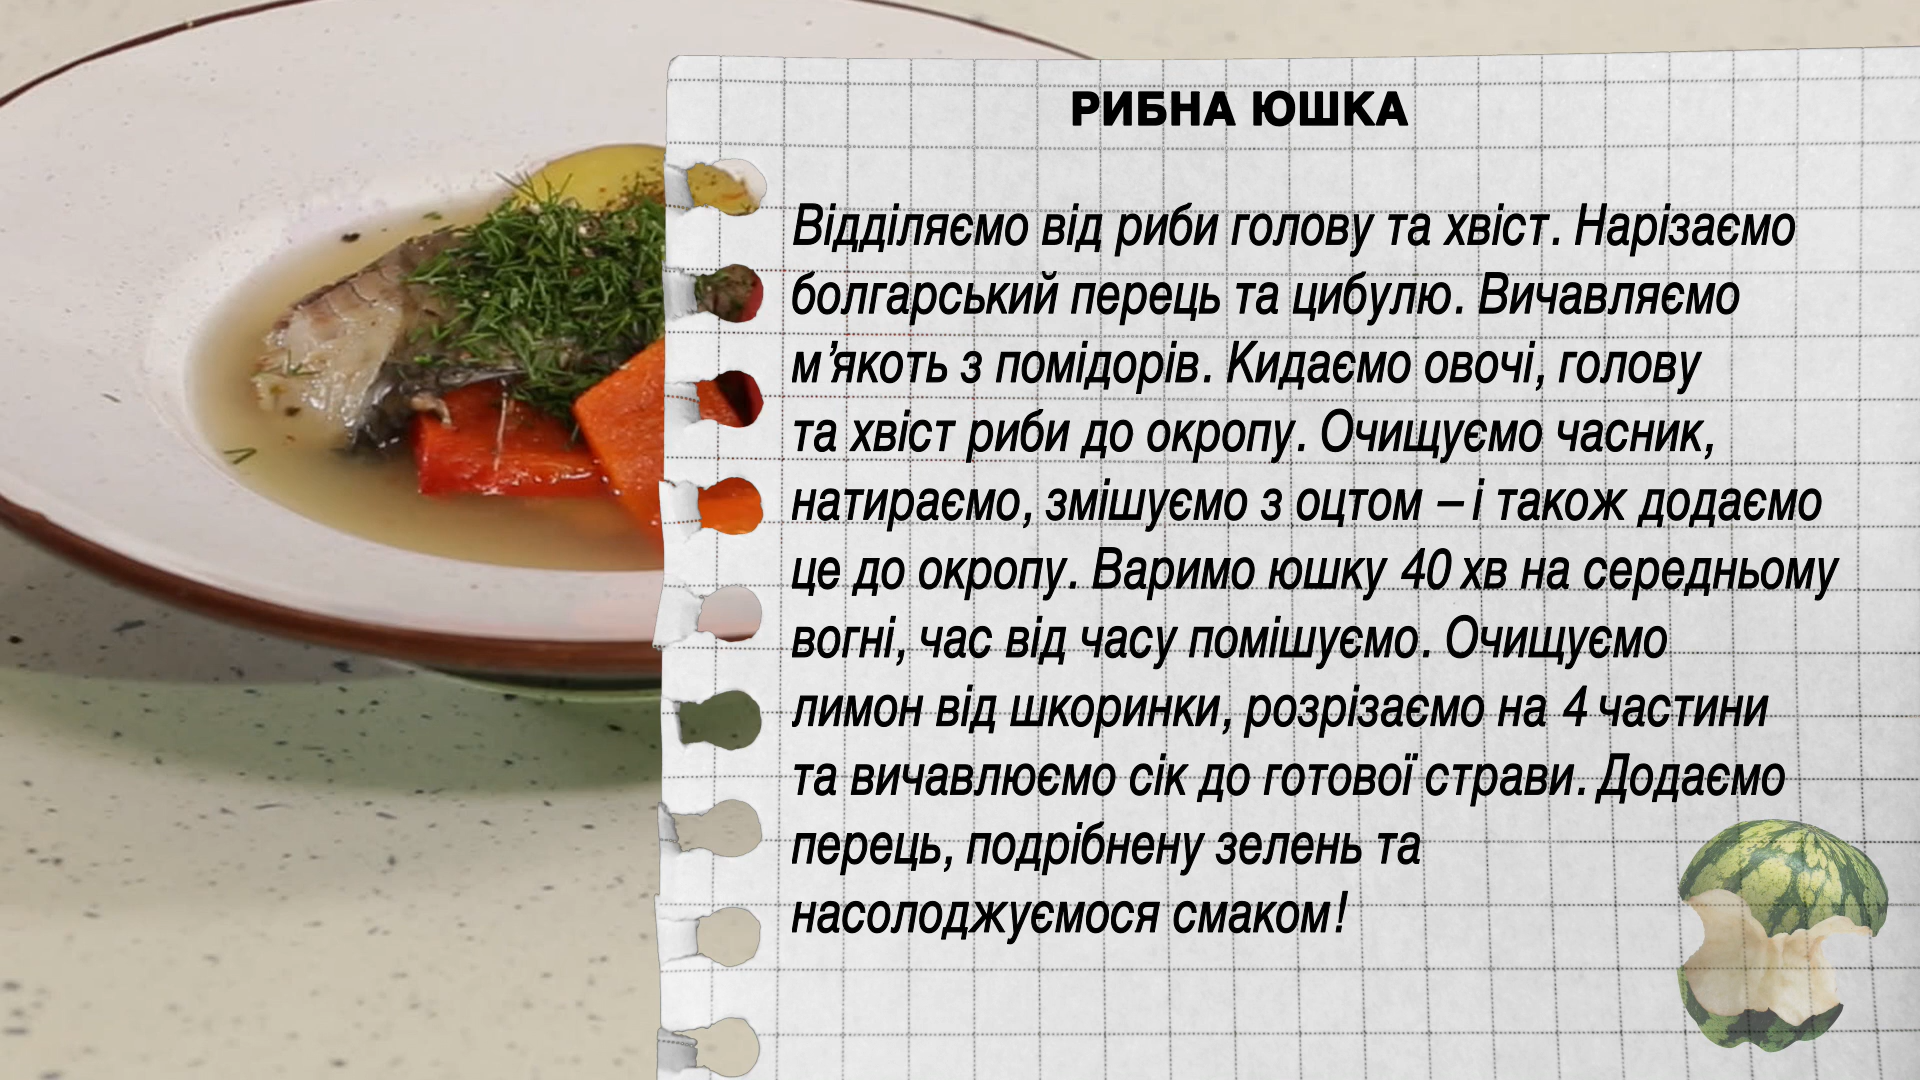 РИБНА ЮШКА
Відділяємо від риби голову та хвіст. Нарізаємо
болгарський перець та цибулю. Вичавляємо
м’якоть з помідорів. Кидаємо овочі, голову
та хвіст риби до окропу. Очищуємо часник,
натираємо, змішуємо з оцтом – і також додаємо
це до окропу. Варимо юшку 40 хв на середньому
вогні, час від часу помішуємо. Очищуємо
лимон від шкоринки, розрізаємо на 4 частини
та вичавлюємо сік до готової страви. Додаємо
перець, подрібнену зелень та
насолоджуємося смаком!